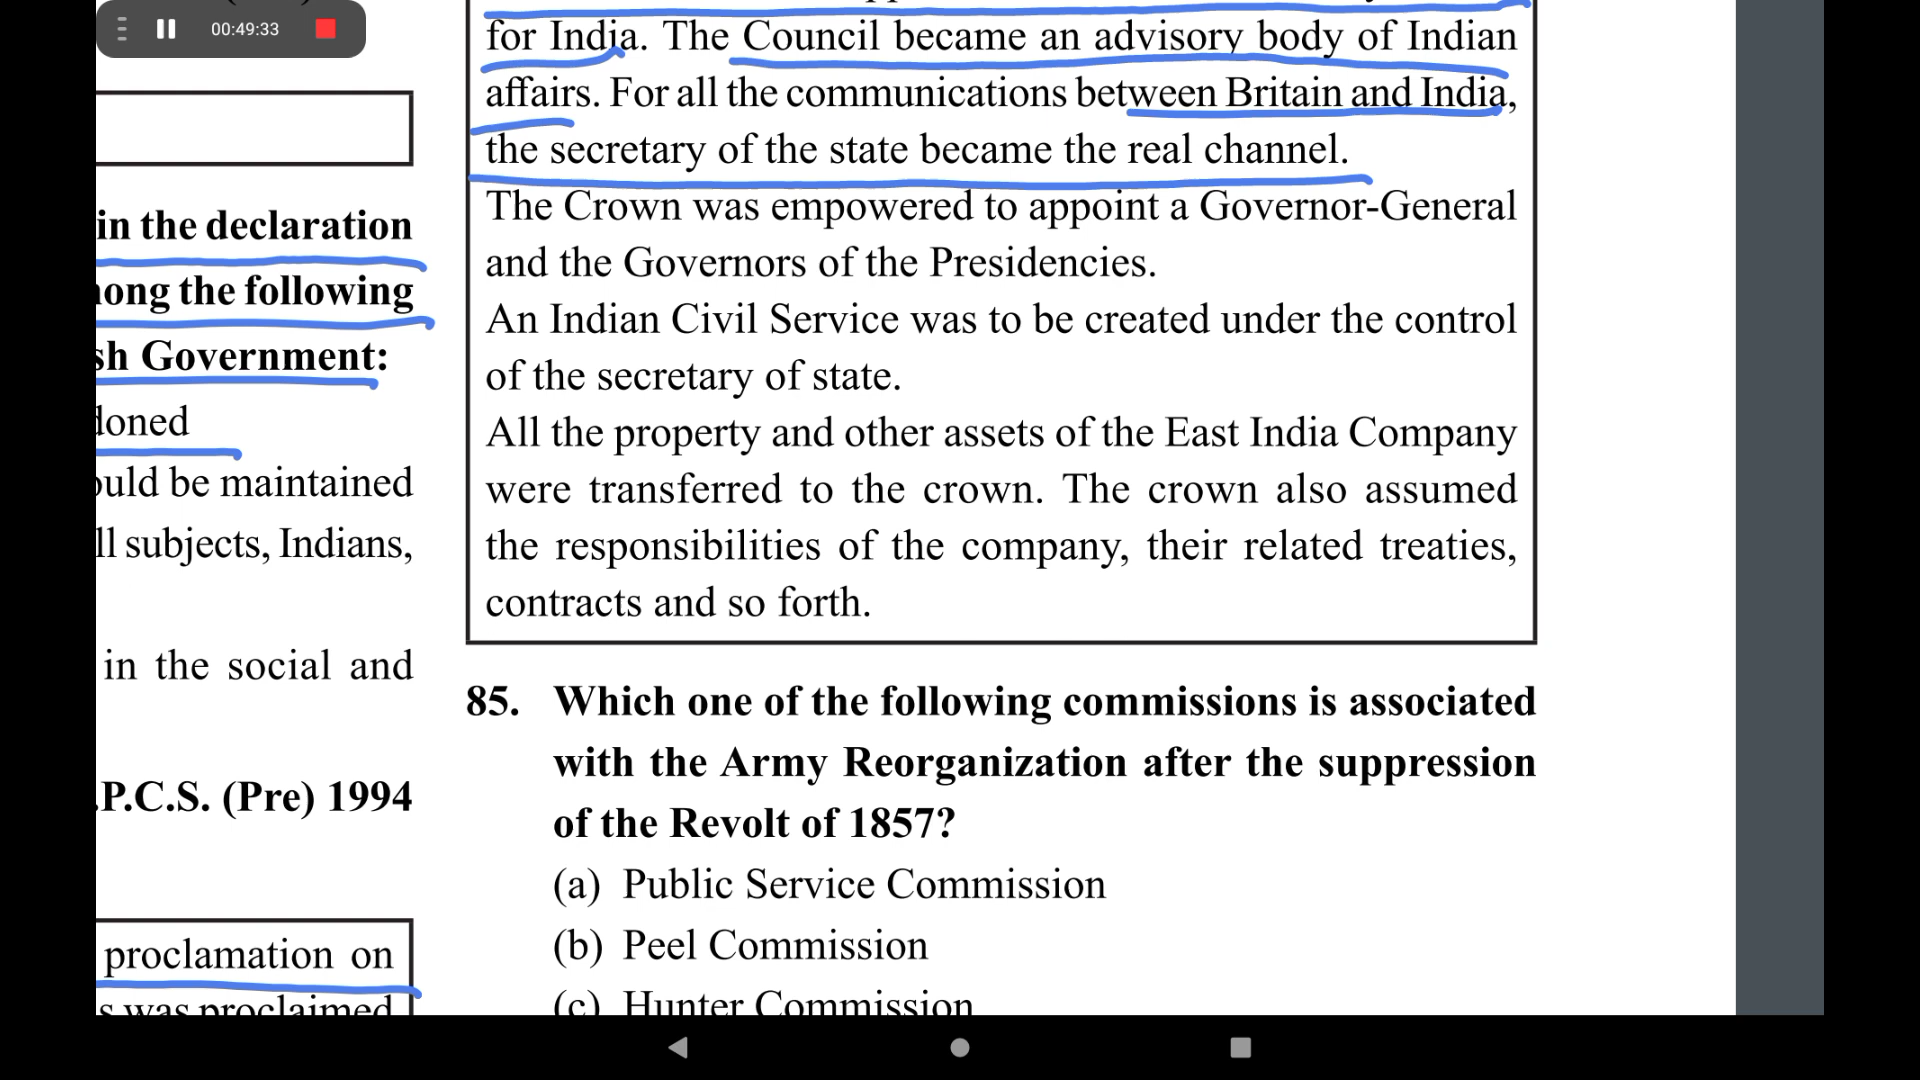 00:49:33
in the declaration
the following
Government:
be maintained
subjects, Indians,
in the social and
(Pre) 1994
proclamation on
was proclaimed
for India. The Council became an advisory body of Indian
affairs. For all the communications between Britain and India,
the secretary of the state became the real channel.
The Crown was empowered to appoint a Governor-General
and the Governors of the Presidencies.
An Indian Civil Service was to be created under the control
of the secretary of state.
All the property and other assets of the East India Company
were transferred to the crown. The crown also assumed
the responsibilities of the company, their related treaties,
contracts and so forth.
85. Which one of the following commissions is associated
with the Army Reorganization after the suppression
of the Revolt of 1857?
(a) Public Service Commission
(b) Peel Commission
(c) Hunter Commission